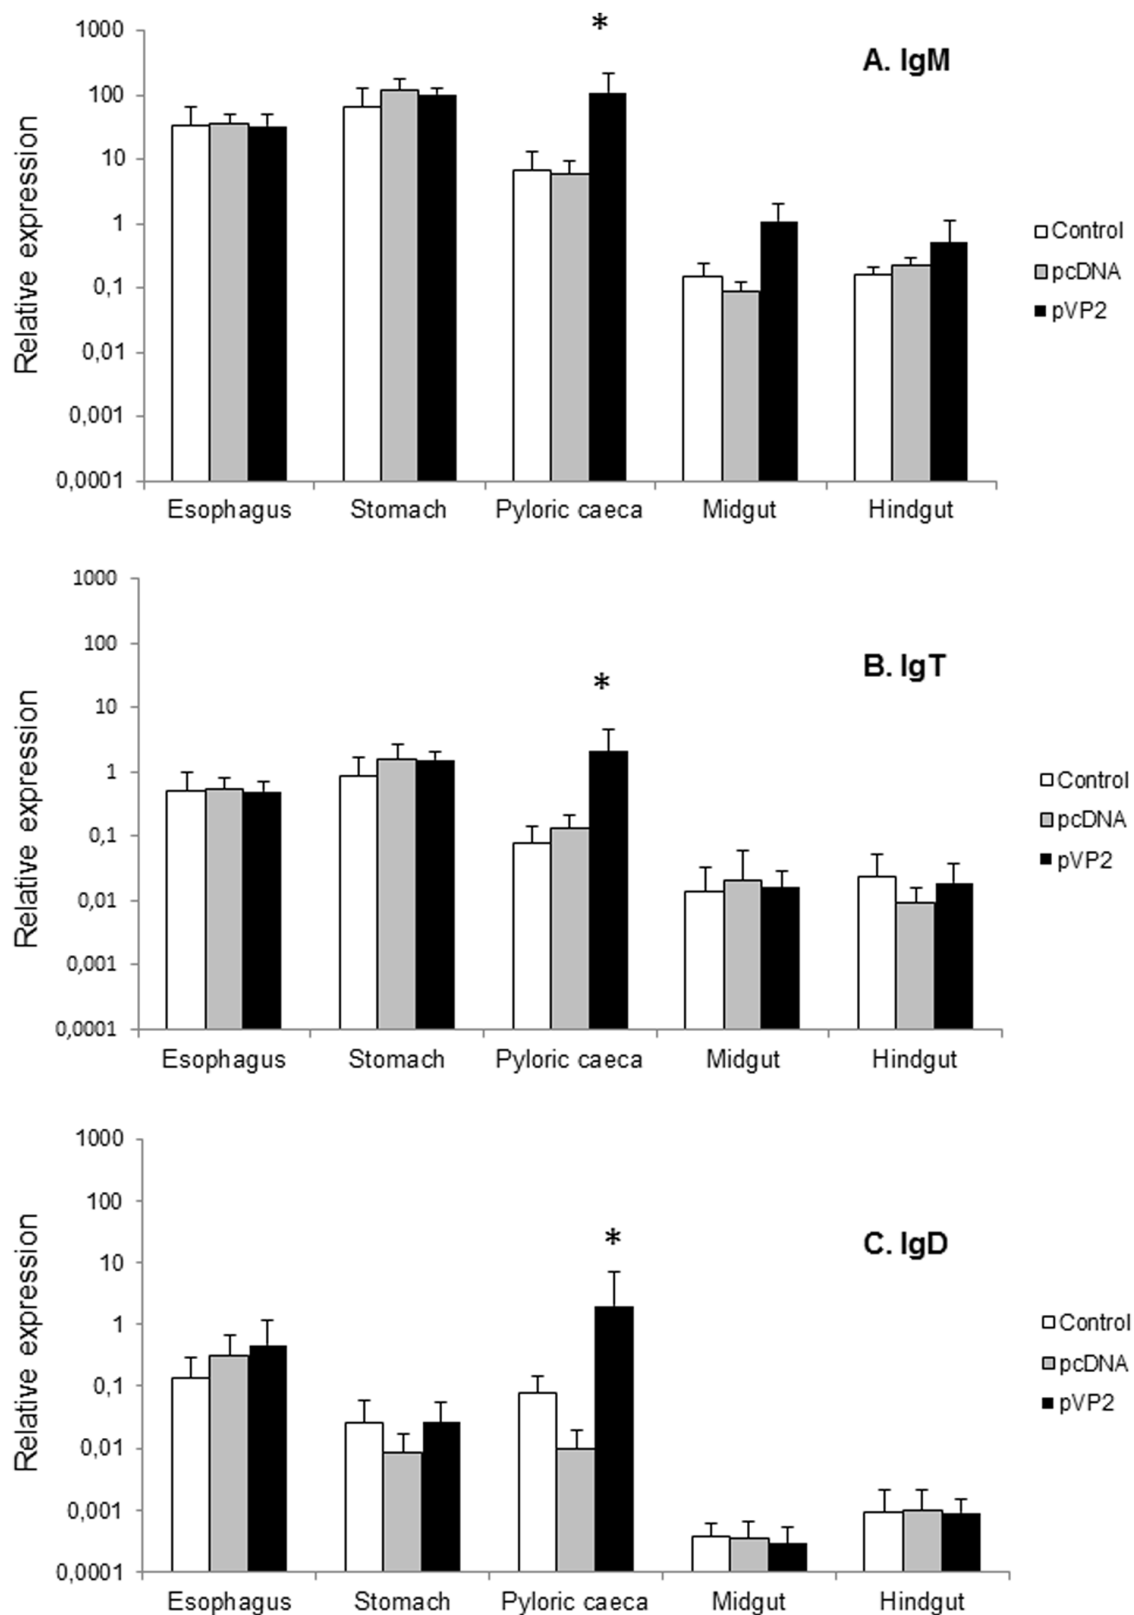 *
A. IgM
Relative expression
1000
100
10
1
0,1
0,01
0,001
0,0001
Esophagus Stomach Pyloric caeca Midgut Hindgut
Control
pcDNA
pVP2
*
B. IgT
Relative expression
1000
100
10
1
0,1
0,01
0,001
0,0001
Esophagus Stomach Pyloric caeca Midgut Hindgut
Control
pcDNA
pVP2
*
C. IgD
Relative expression
1000
100
10
1
0,1
0,01
0,001
0,0001
Esophagus Stomach Pyloric caeca Midgut Hindgut
Control
pcDNA
pVP2